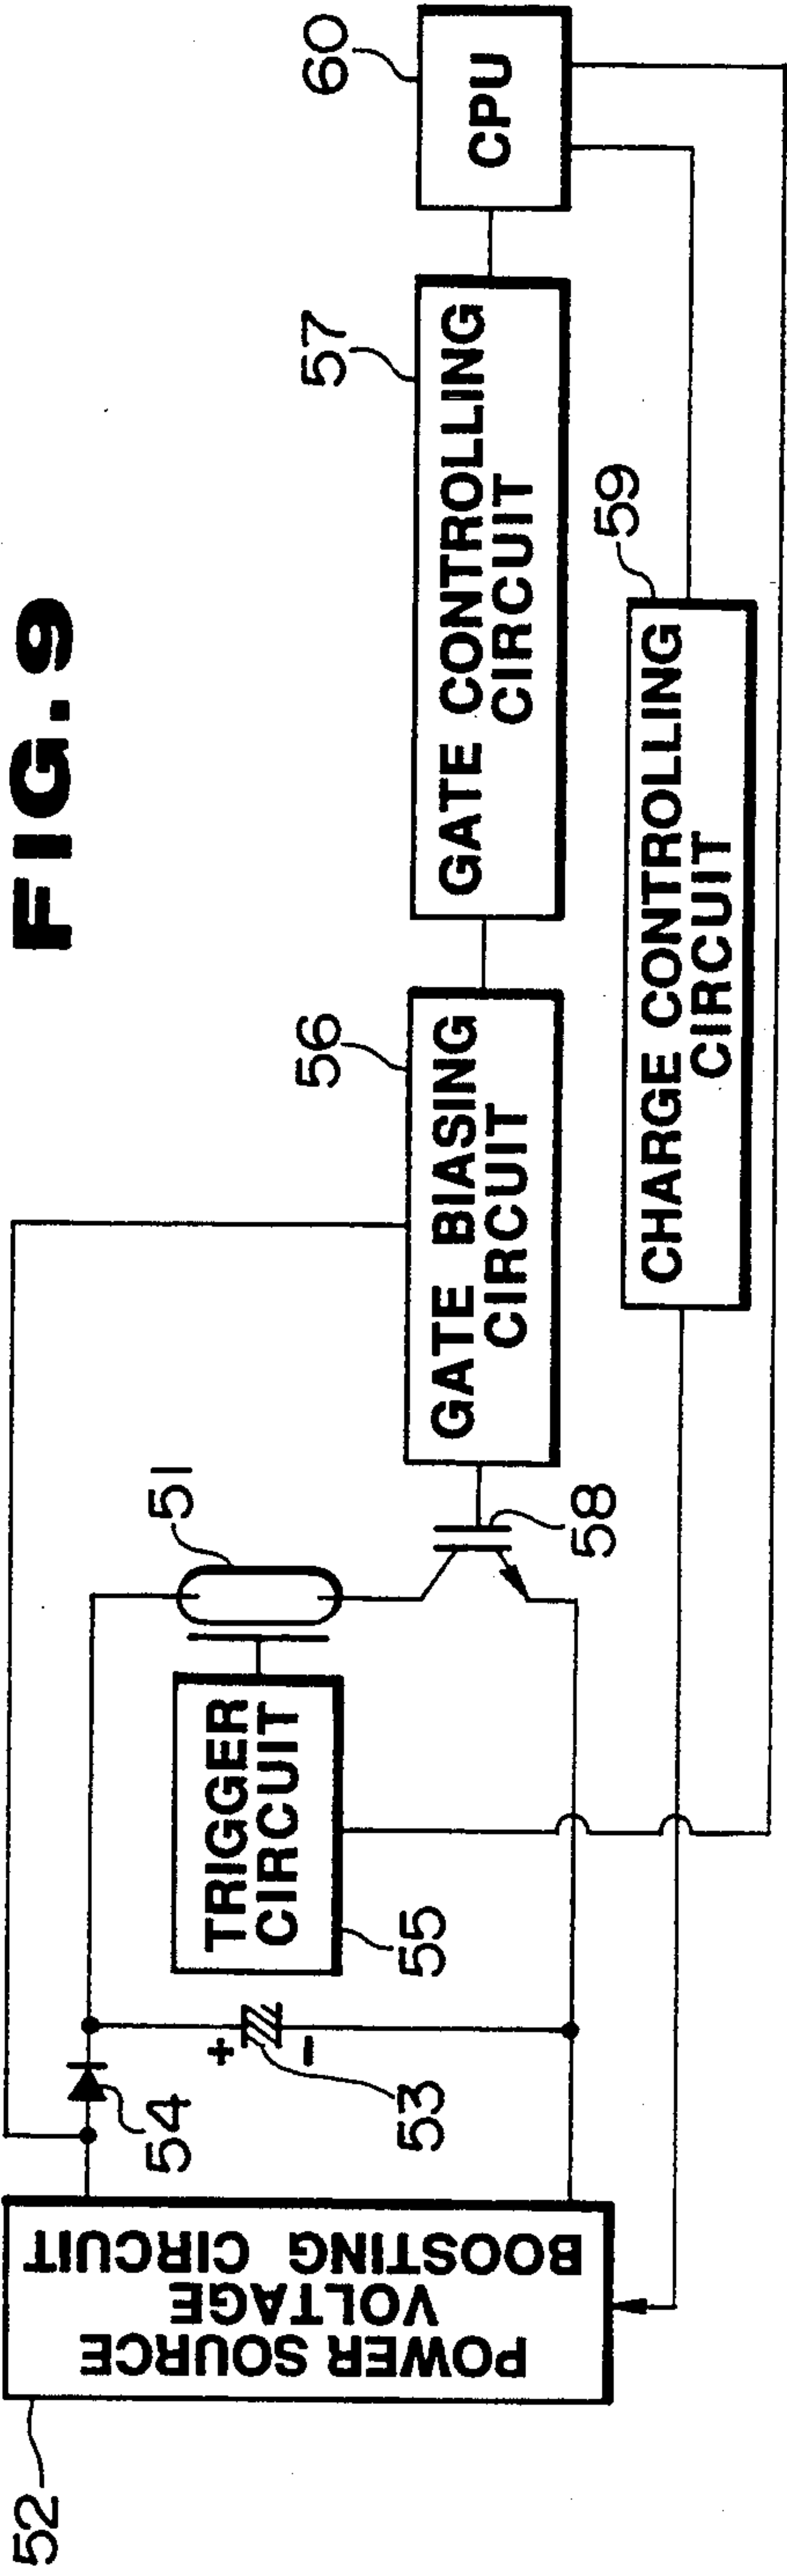 FIG.9
52
POWER SOURCE
VOLTAGE
BOOSTING CIRCUIT
54
+
-
53
TRIGGER
CIRCUIT
55
51
58
GATE BIASING
CIRCUIT
56
GATE CONTROLLING
CIRCUIT
57
CHARGE CONTROLLING
CIRCUIT
59
CPU
60